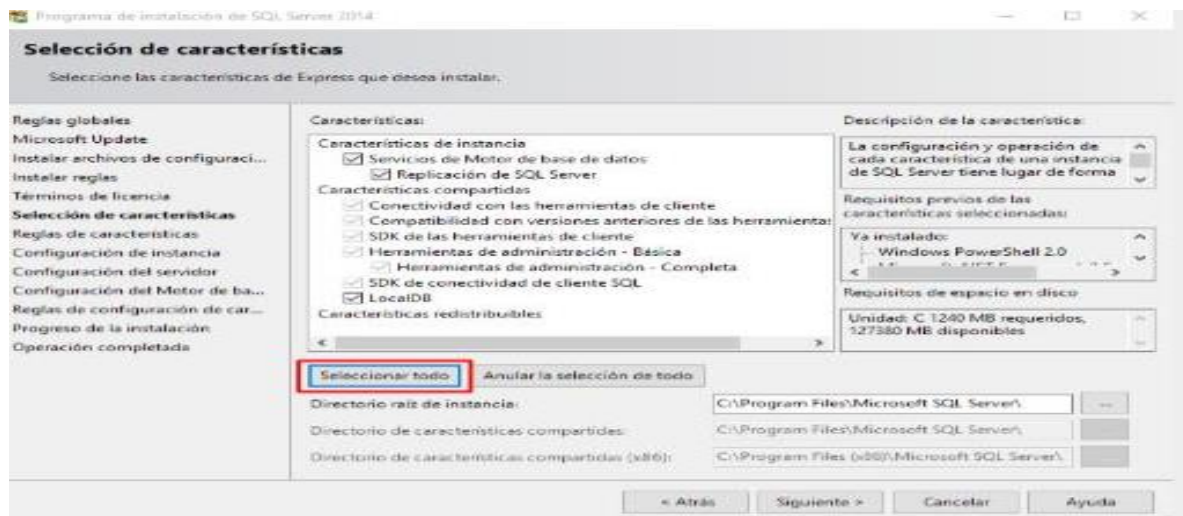 Programa de instalación de SQL Server 2014
Selección de características
Seleccione las características de Express que desea instalar.
Reglas globales
Microsoft Update
Instalar archivos de configuraci...
Instalar reglas
Términos de licencia
Selección de características
Reglas de características
Configuración de instancia
Configuración del servidor
Configuración del Motor de ba...
Reglas de configuración de car...
Progreso de la instalación
Operación completada
Características:
Características de instancia
Servicios de Motor de base de datos
Replicación de SQL Server
Características compartidas
Conectividad con las herramientas de cliente
Compatibilidad con versiones anteriores de las herramientas
SDK de las herramientas de cliente
Herramientas de administración - Básica
Herramientas de administración - Completa
SDK de conectividad de cliente SQL
LocalDB
Características redistribuibles
Seleccionar todo
Anular la selección de todo
Descripción de la característica:
La configuración y operación de
cada característica de una instancia
de SQL Server tiene lugar de forma
Requisitos previos de las
características seleccionadas:
Ya instalado:
Windows PowerShell 2.0
Requisitos de espacio en disco
Unidad: C 1240 MB requeridos,
127380 MB disponibles
Directorio raíz de instancia: C:\Program Files\Microsoft SQL Server\ ...
Directorio de características compartidas: C:\Program Files\Microsoft SQL Server\
Directorio de características compartidas (x86): C:\Program Files (x86)\Microsoft SQL Server\
< Atrás
Siguiente >
Cancelar
Ayuda